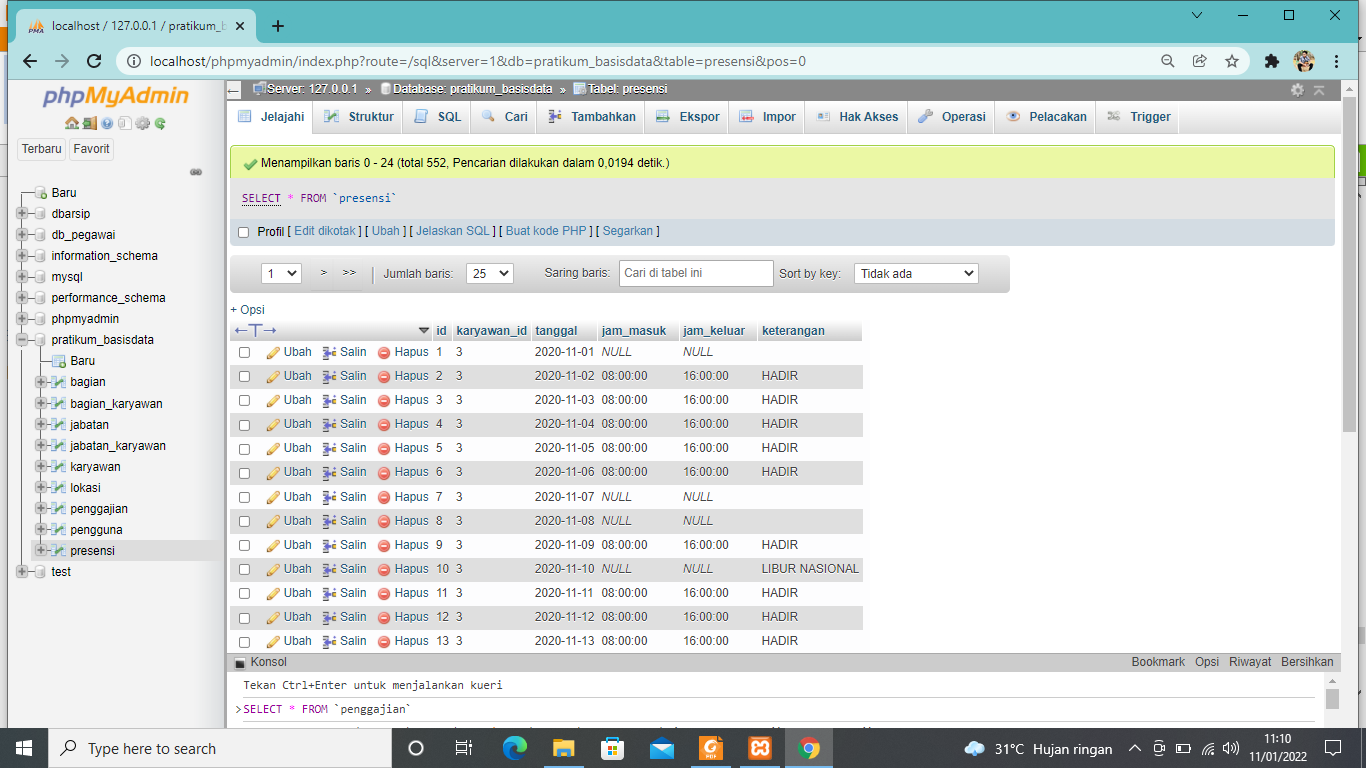 localhost / 127.0.0.1 / pratikum_b
localhost/phpmyadmin/index.php?route=/sql&server=1&db=pratikum_basisdata&table=presensi&pos=0
phpMyAdmin
Terbaru Favorit
Baru
dbarsip
db_pegawai
information_schema
mysql
performance_schema
phpmyadmin
pratikum_basisdata
Baru
bagian
bagian_karyawan
jabatan
jabatan_karyawan
karyawan
lokasi
penggajian
pengguna
presensi
test
Server: 127.0.0.1 » Database: pratikum_basisdata » Tabel: presensi
Jelajahi Struktur SQL Cari Tambahkan Ekspor Impor Hak Akses Operasi Pelacakan Trigger
Menampilkan baris 0 - 24 (total 552, Pencarian dilakukan dalam 0,0194 detik.)
SELECT * FROM `presensi`
Profil [ Edit dikotak ] [ Ubah ] [ Jelaskan SQL ] [ Buat kode PHP ] [ Segarkan ]
1 > >> | Jumlah baris: 25 Saring baris: Cari di tabel ini Sort by key: Tidak ada
+ Opsi
←T→ id karyawan_id tanggal jam_masuk jam_keluar keterangan
Ubah Salin Hapus 1 3 2020-11-01 NULL NULL
Ubah Salin Hapus 2 3 2020-11-02 08:00:00 16:00:00 HADIR
Ubah Salin Hapus 3 3 2020-11-03 08:00:00 16:00:00 HADIR
Ubah Salin Hapus 4 3 2020-11-04 08:00:00 16:00:00 HADIR
Ubah Salin Hapus 5 3 2020-11-05 08:00:00 16:00:00 HADIR
Ubah Salin Hapus 6 3 2020-11-06 08:00:00 16:00:00 HADIR
Ubah Salin Hapus 7 3 2020-11-07 NULL NULL
Ubah Salin Hapus 8 3 2020-11-08 NULL NULL
Ubah Salin Hapus 9 3 2020-11-09 08:00:00 16:00:00 HADIR
Ubah Salin Hapus 10 3 2020-11-10 NULL NULL LIBUR NASIONAL
Ubah Salin Hapus 11 3 2020-11-11 08:00:00 16:00:00 HADIR
Ubah Salin Hapus 12 3 2020-11-12 08:00:00 16:00:00 HADIR
Ubah Salin Hapus 13 3 2020-11-13 08:00:00 16:00:00 HADIR
Konsol Bookmark Opsi Riwayat Bersihkan
Tekan Ctrl+Enter untuk menjalankan kueri
>SELECT * FROM `penggajian`
Type here to search
31°C Hujan ringan
11:10
11/01/2022